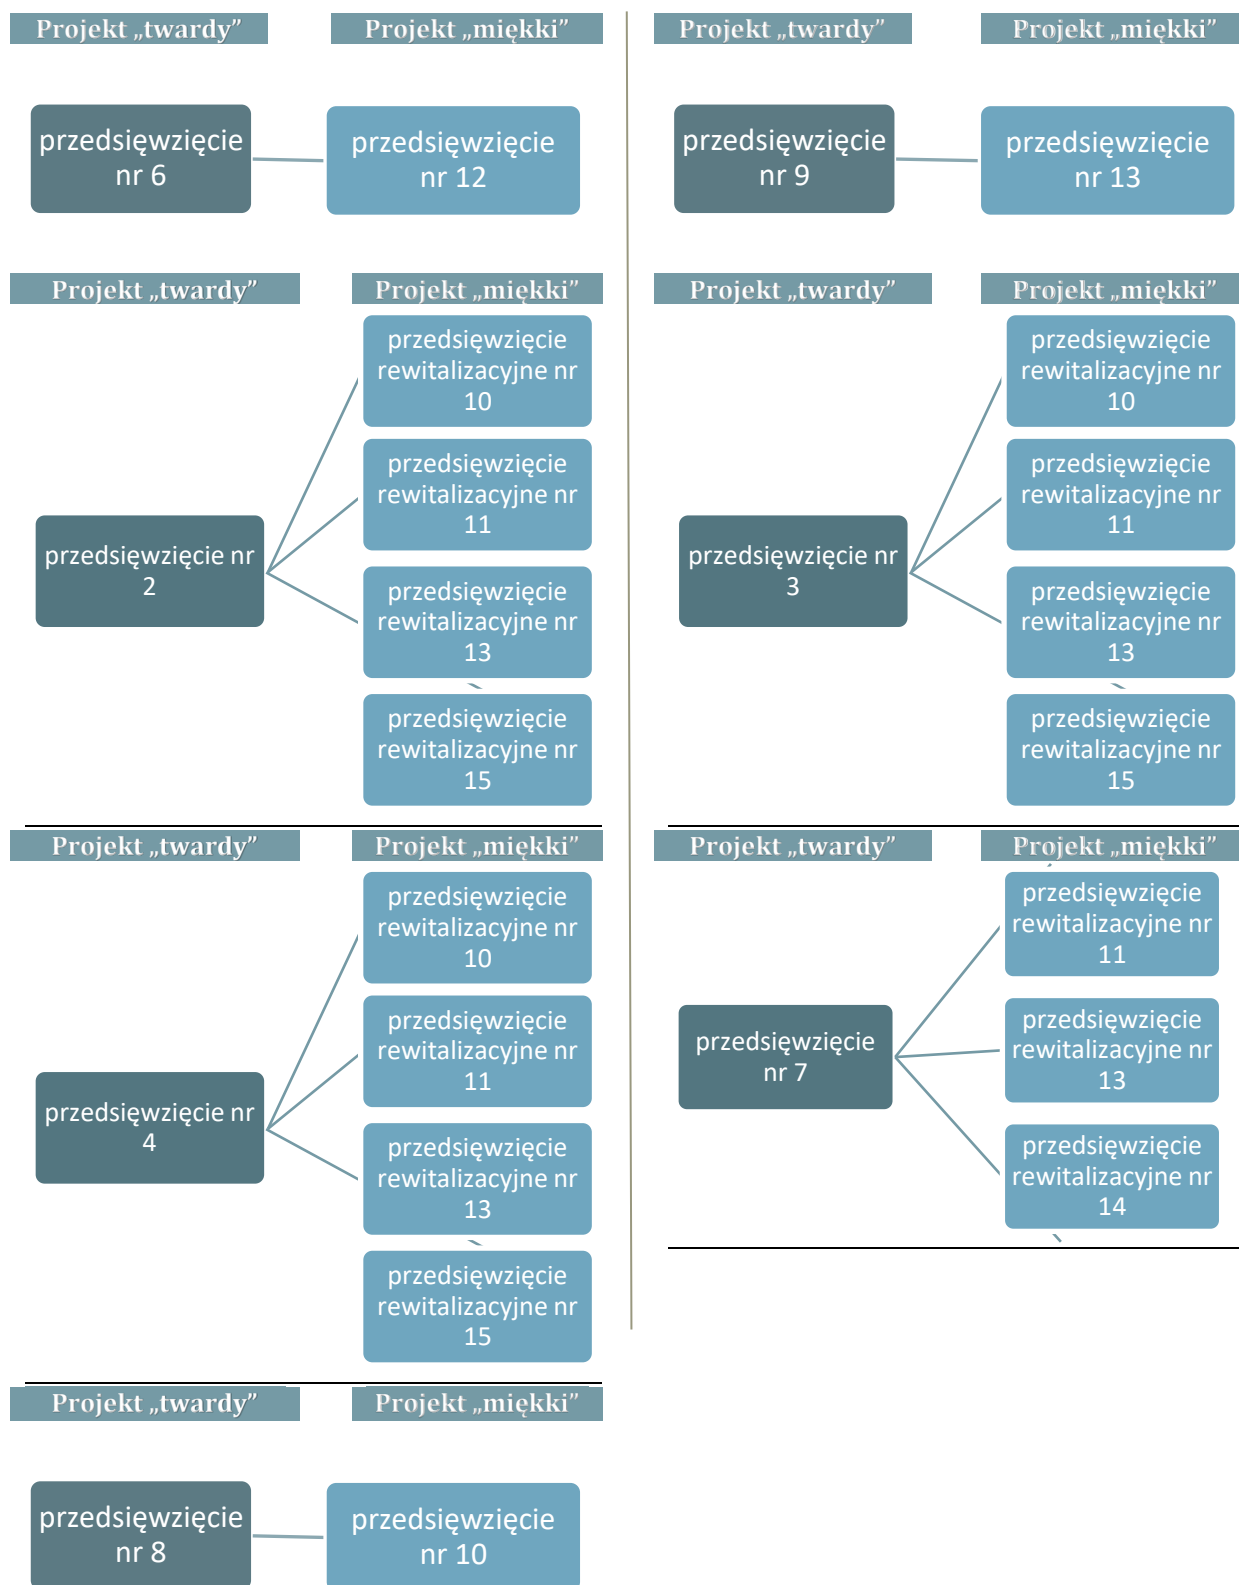 Projekt „twardy”
Projekt „miękki”
przedsięwzięcie
nr 6
przedsięwzięcie
nr 12
Projekt „twardy”
Projekt „miękki”
przedsięwzięcie
nr 9
przedsięwzięcie
nr 13
Projekt „twardy”
Projekt „miękki”
przedsięwzięcie nr
2
przedsięwzięcie
rewitalizacyjne nr
10
przedsięwzięcie
rewitalizacyjne nr
11
przedsięwzięcie
rewitalizacyjne nr
13
przedsięwzięcie
rewitalizacyjne nr
15
Projekt „twardy”
Projekt „miękki”
przedsięwzięcie nr
3
przedsięwzięcie
rewitalizacyjne nr
10
przedsięwzięcie
rewitalizacyjne nr
11
przedsięwzięcie
rewitalizacyjne nr
13
przedsięwzięcie
rewitalizacyjne nr
15
Projekt „twardy”
Projekt „miękki”
przedsięwzięcie nr
4
przedsięwzięcie
rewitalizacyjne nr
10
przedsięwzięcie
rewitalizacyjne nr
11
przedsięwzięcie
rewitalizacyjne nr
13
przedsięwzięcie
rewitalizacyjne nr
15
Projekt „twardy”
Projekt „miękki”
przedsięwzięcie
nr 7
przedsięwzięcie
rewitalizacyjne nr
11
przedsięwzięcie
rewitalizacyjne nr
13
przedsięwzięcie
rewitalizacyjne nr
14
Projekt „twardy”
Projekt „miękki”
przedsięwzięcie
nr 8
przedsięwzięcie
nr 10